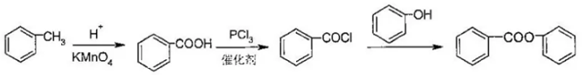 CH₃
H⁺
KMnO₄
COOH
PCl₃
催化剂
COCl
OH
COO